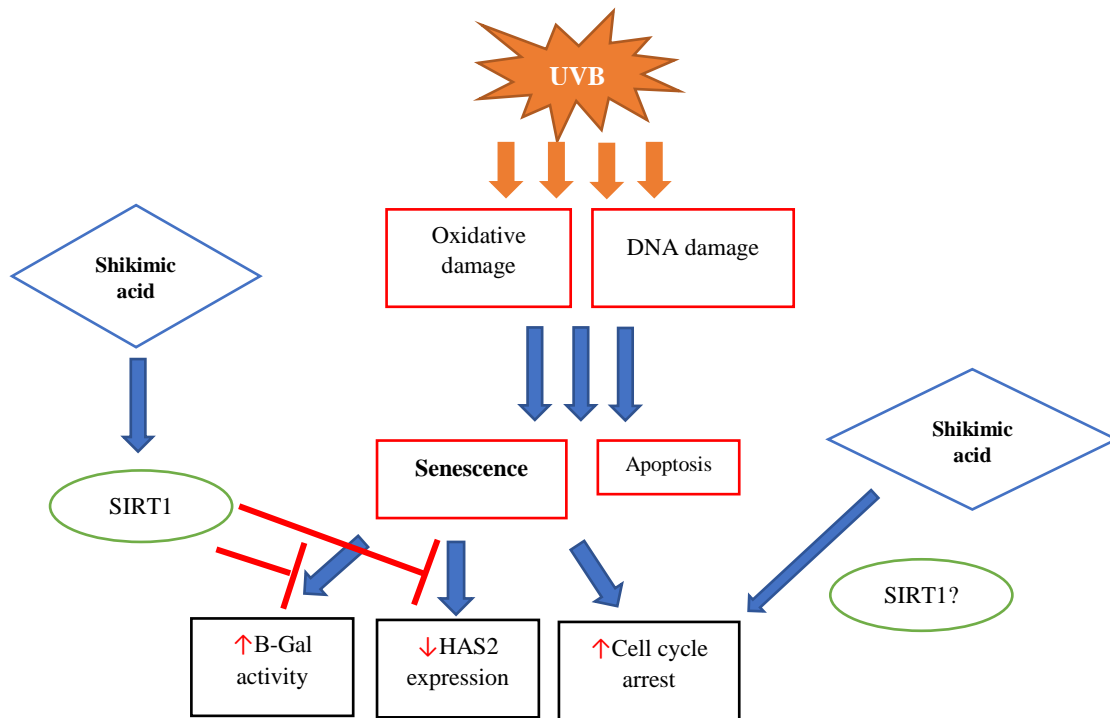 UVB
Oxidative
damage
DNA damage
Shikimic
acid
Shikimic
acid
Senescence
Apoptosis
SIRT1
SIRT1?
↑B-Gal
activity
↓HAS2
expression
↑Cell cycle
arrest